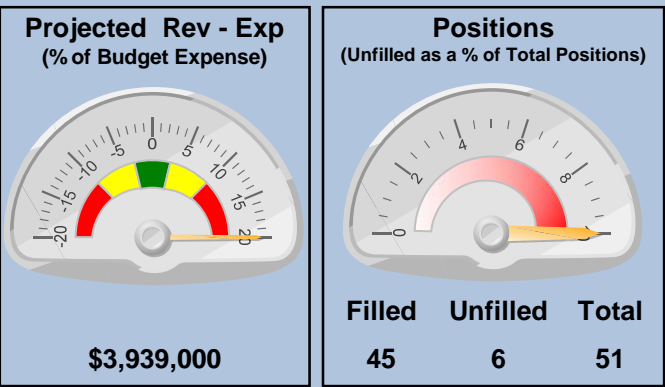 Projected Rev - Exp
(% of Budget Expense)
-20
-15
-10
-5
0
5
10
15
20
$3,939,000
Positions
(Unfilled as a % of Total Positions)
0
2
4
6
8
Filled Unfilled Total
45 6 51